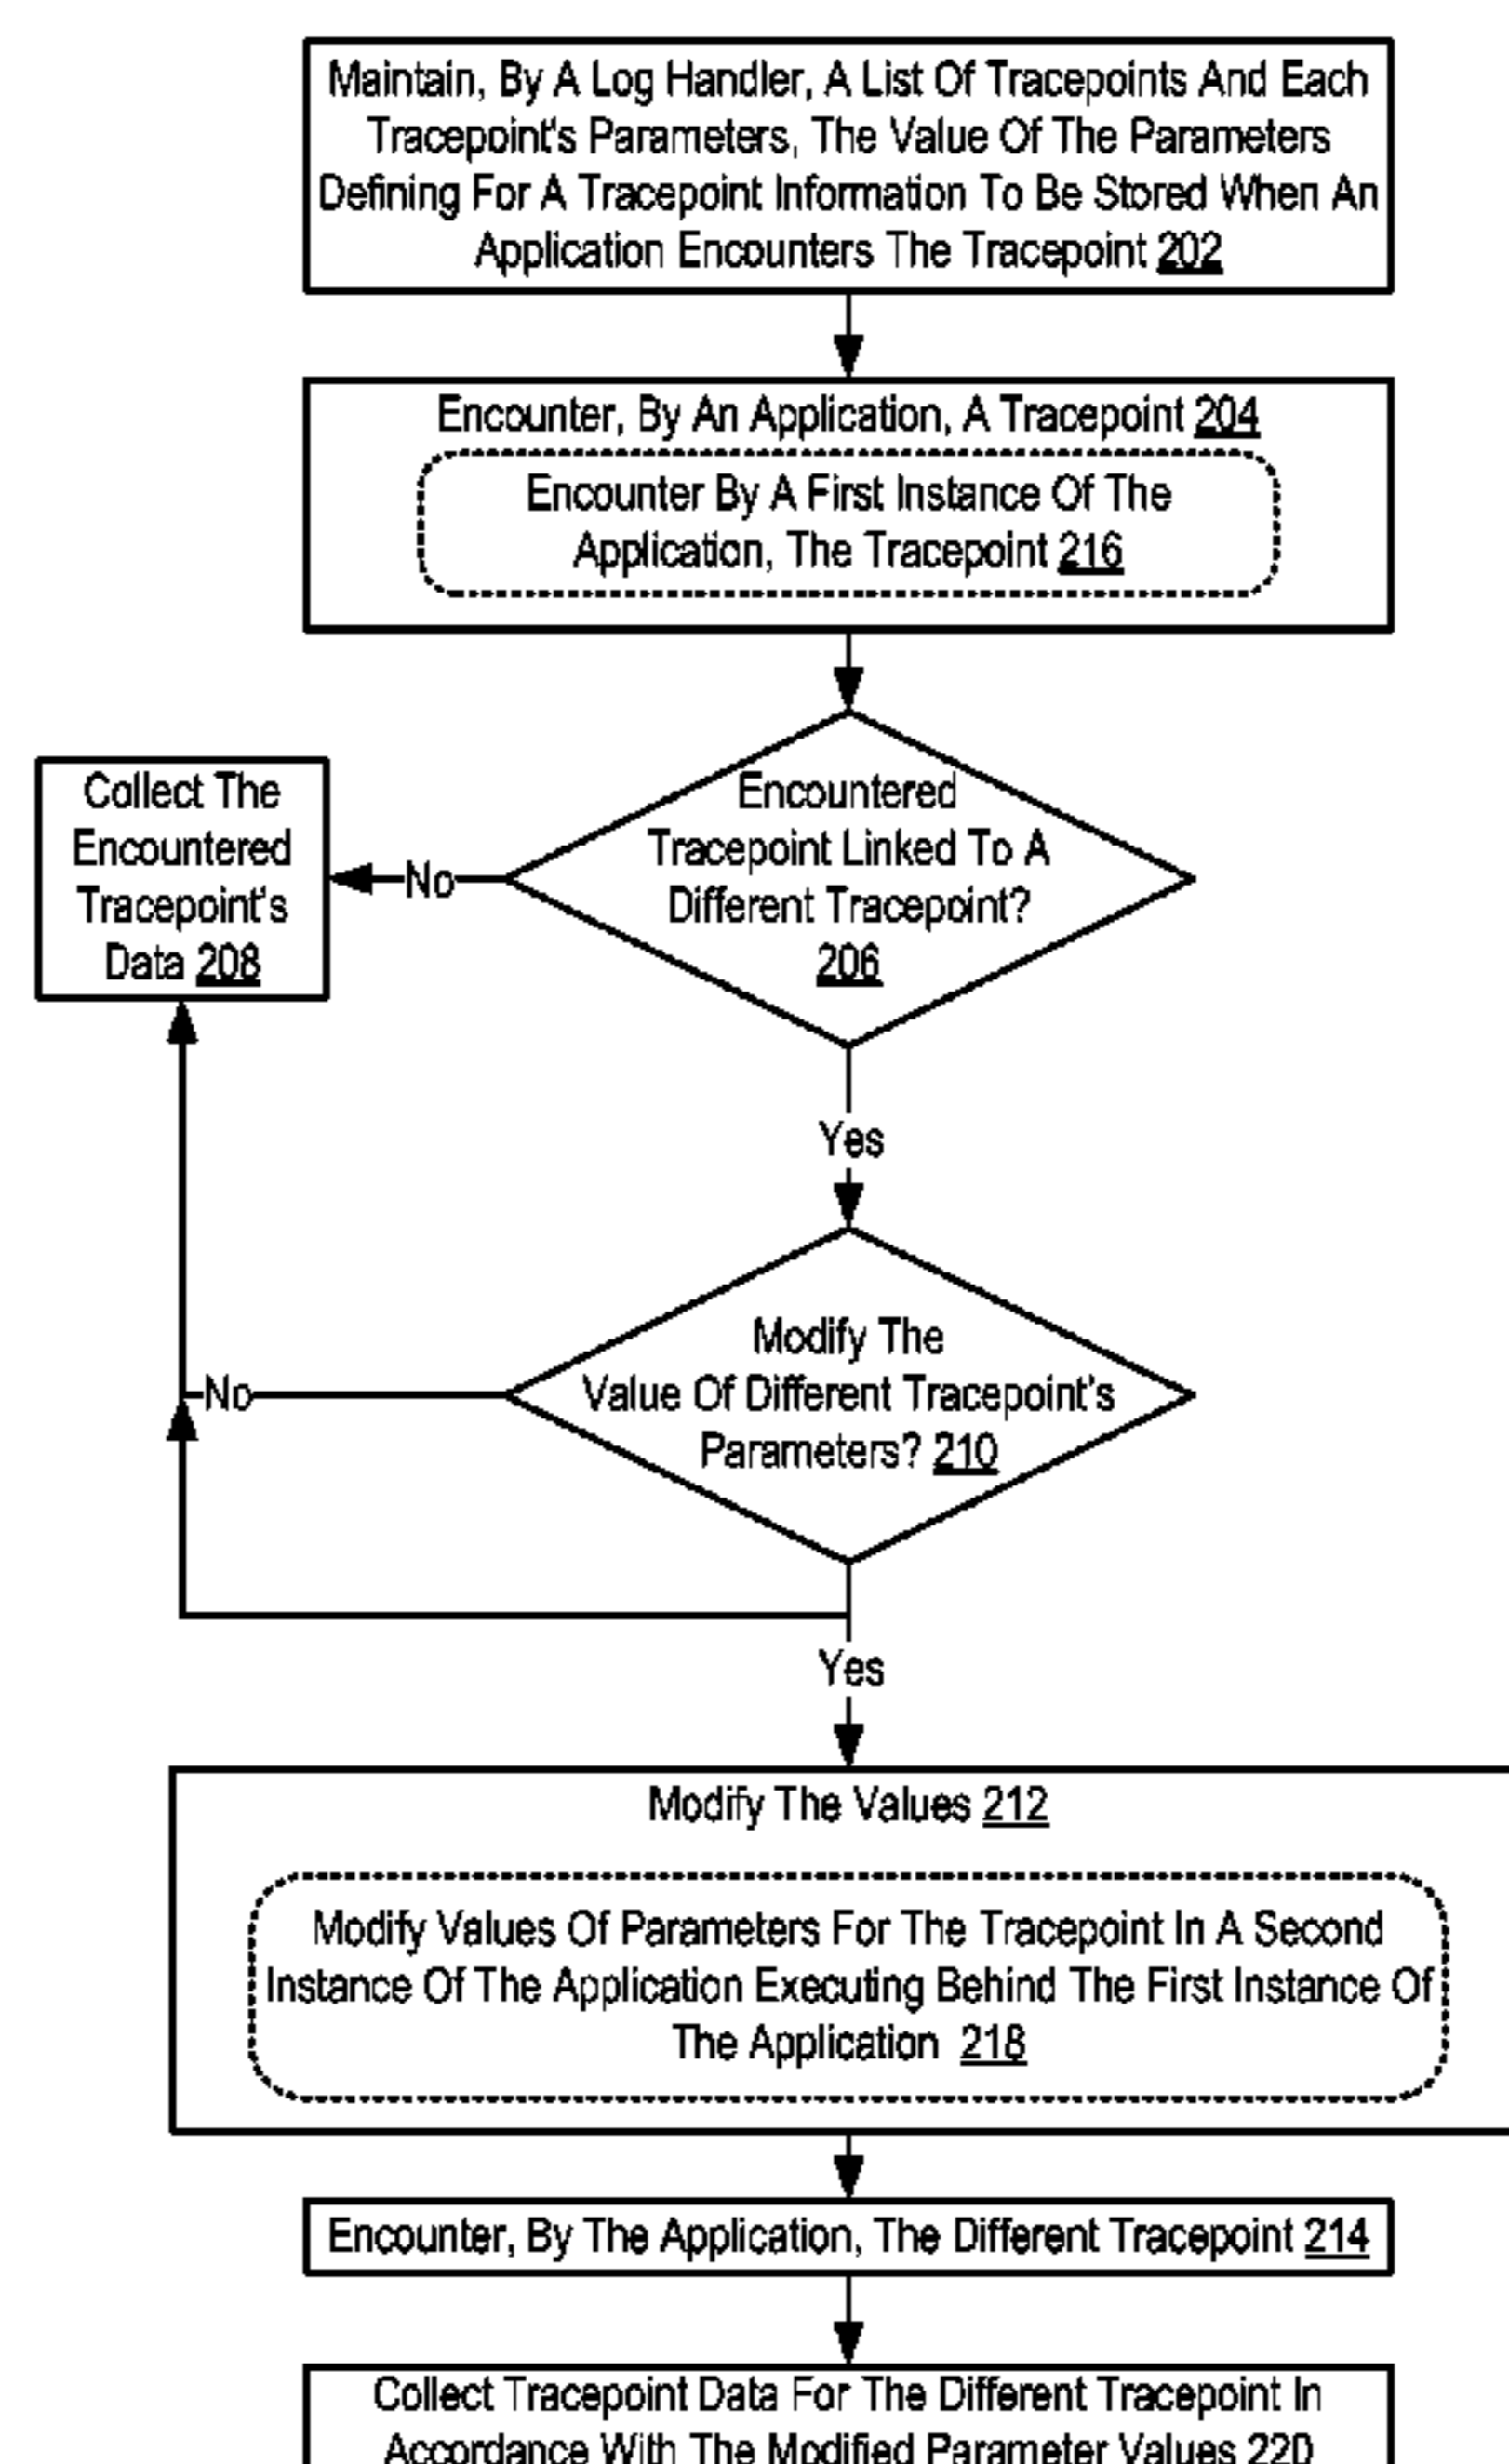 Maintain, By A Log Handler, A List Of Tracepoints And Each
Tracepoint's Parameters, The Value Of The Parameters
Defining For A Tracepoint Information To Be Stored When An
Application Encounters The Tracepoint 202
Encounter, By An Application, A Tracepoint 204
Encounter By A First Instance Of The
Application, The Tracepoint 216
Encountered
Tracepoint Linked To A
Different Tracepoint?
206
No
Collect The
Encountered
Tracepoint's
Data 208
Yes
Modify The
Value Of Different Tracepoint's
Parameters? 210
No
Yes
Modify The Values 212
Modify Values Of Parameters For The Tracepoint In A Second
Instance Of The Application Executing Behind The First Instance Of
The Application 218
Encounter, By The Application, The Different Tracepoint 214
Collect Tracepoint Data For The Different Tracepoint In
Accordance With The Modified Parameter Values 220